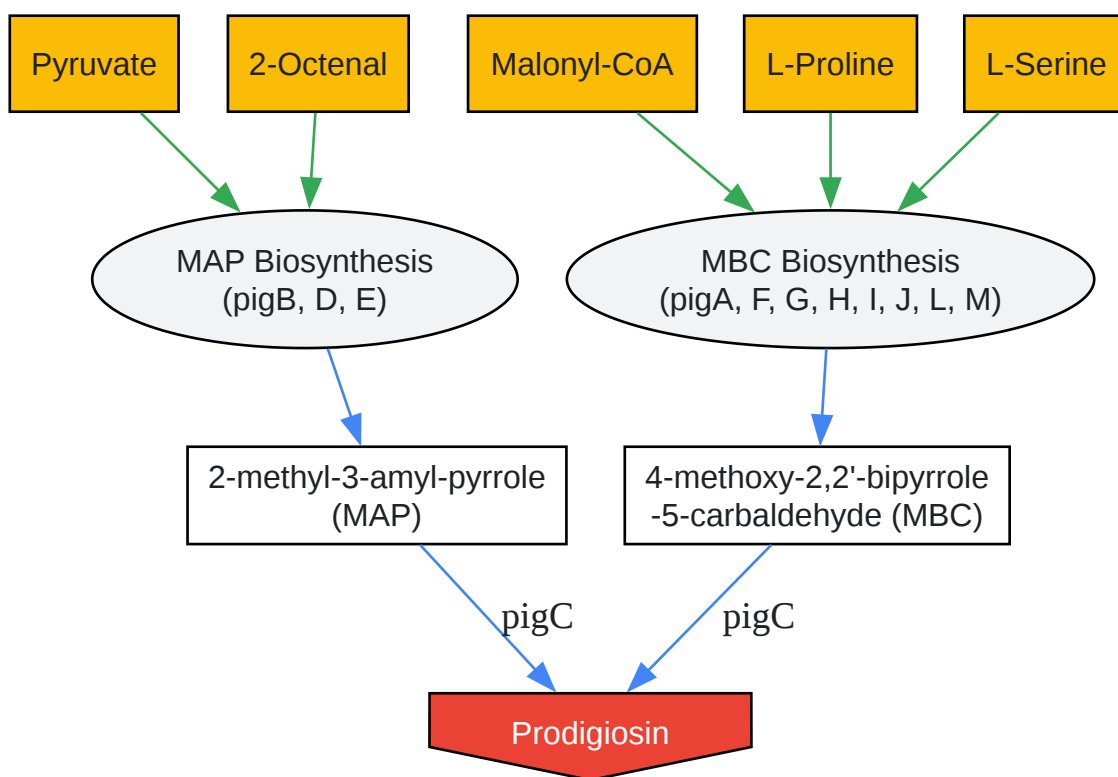 Pyruvate
2-Octenal
Malonyl-CoA
L-Proline
L-Serine
MAP Biosynthesis
(pigB, D, E)
MBC Biosynthesis
(pigA, F, G, H, I, J, L, M)
2-methyl-3-amyl-pyrrole
(MAP)
4-methoxy-2,2'-bipyrrole
-5-carbaldehyde (MBC)
pigC
pigC
Prodigiosin